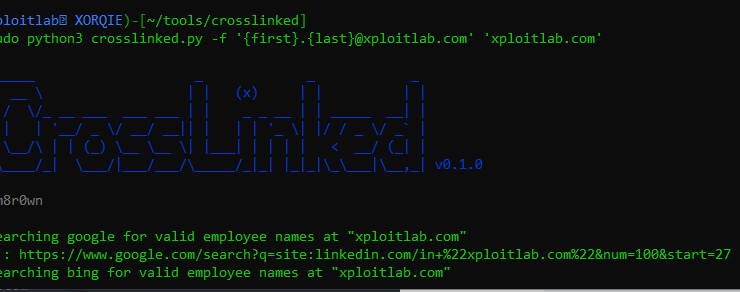 ploitlab XORQIE)-[~/tools/crosslinked]
udo python3 crosslinked.py -f '{first}.{last}@xploitlab.com' 'xploitlab.com'
CrossLinked
v0.1.0
m8r0wn
earching google for valid employee names at "xploitlab.com"
: https://www.google.com/search?q=site:linkedin.com/in+%22xploitlab.com%22&num=100&start=27
earching bing for valid employee names at "xploitlab.com"